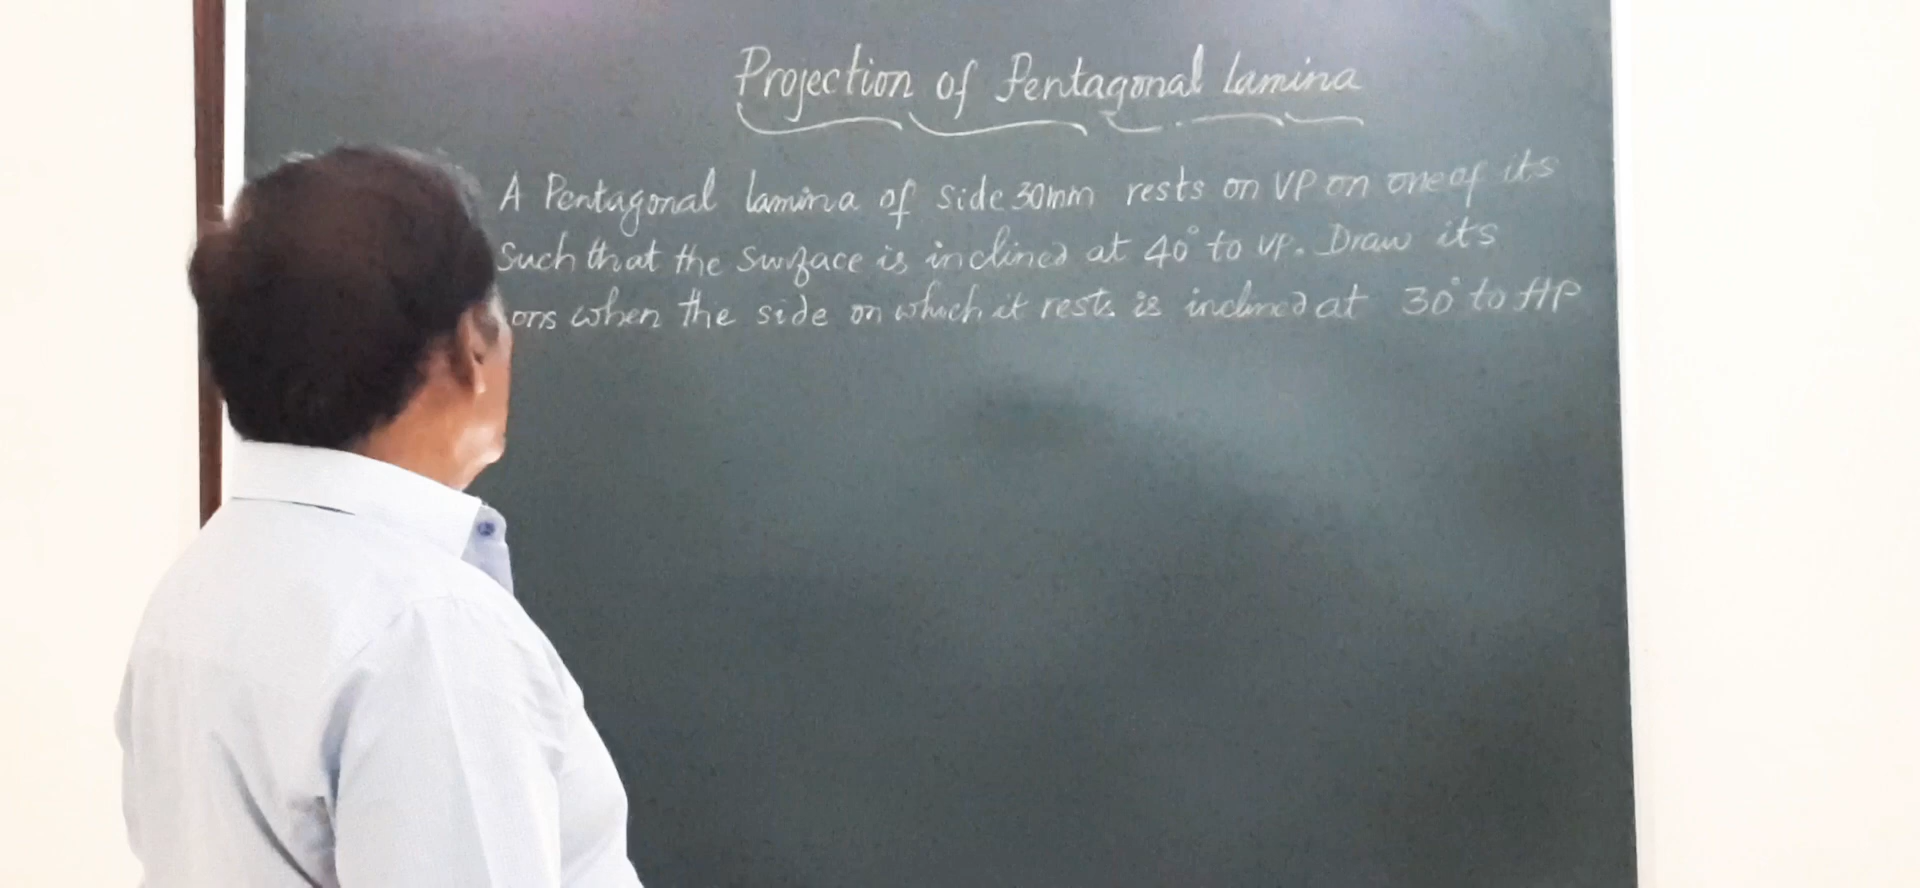 Projection of Pentagonal Lamina
A Pentagonal lamina of side 30mm rests on VP on one of its
Such that the surface is inclined at 40° to VP. Draw its
ons when the side on which it rests is inclined at 30° to HP